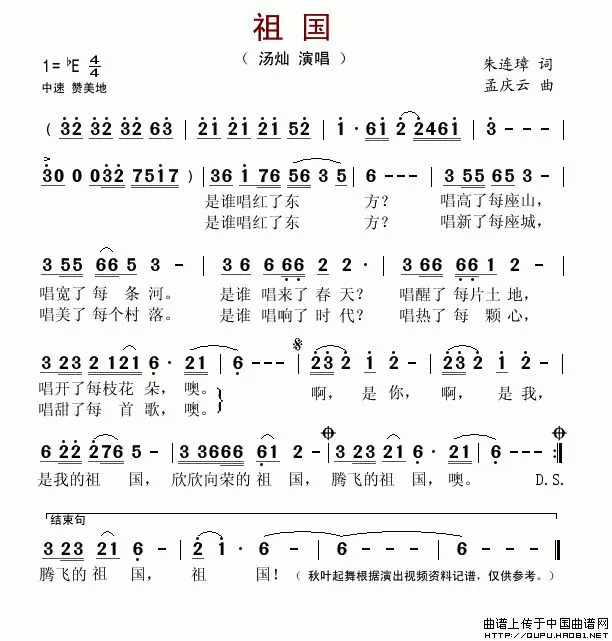 祖 国
（ 汤灿 演唱 ）
1= ♭E 4/4
朱连璋 词
中速 赞美地
孟庆云 曲
（ 32 32 32 63 | 21 21 21 52 | 1· 61 2 2461 | 3 - - - |
30 0 032 7517 ） | 36 1 76 56 3 5 | 6 - - - | 3 55 65 3 |
是谁唱红了东 方？ 唱高了每座山，
是谁唱红了东 方？ 唱新了每座城，
3 55 66 5 3 - | 3 6 6 66 2 2 · | 3 66 66 2 - |
唱宽了 每 条 河。 是谁 唱来了 春 天？ 唱醒了 每片土 地，
唱美了 每个村 落。 是谁 唱响了 时 代？ 唱热了 每 颗心，
3 23 2 121 6 · 21 | 6 - - - | 23 1 2 - | 23 2 1 - |
唱开了每枝花 朵，噢。 啊， 是 你， 啊， 是 我，
唱甜了每 首 歌，噢。
6 22 276 5 - | 3 3666 61 2 - | 3 23 21 6 · 21 | 6 - - :||
是我的祖 国， 欣欣向荣的 祖 国， 腾飞的祖 国，噢。 D.S.
结束句
3 23 21 6 - | 2 1 · 6 - | 6 - - - | 6 - - - ||
腾飞的 祖 国， 祖 国！（ 秋叶起舞根据演出视频资料记谱，仅供参考。）
曲谱上传于中国曲谱网
HTTP://QUPU.HAO81.NET